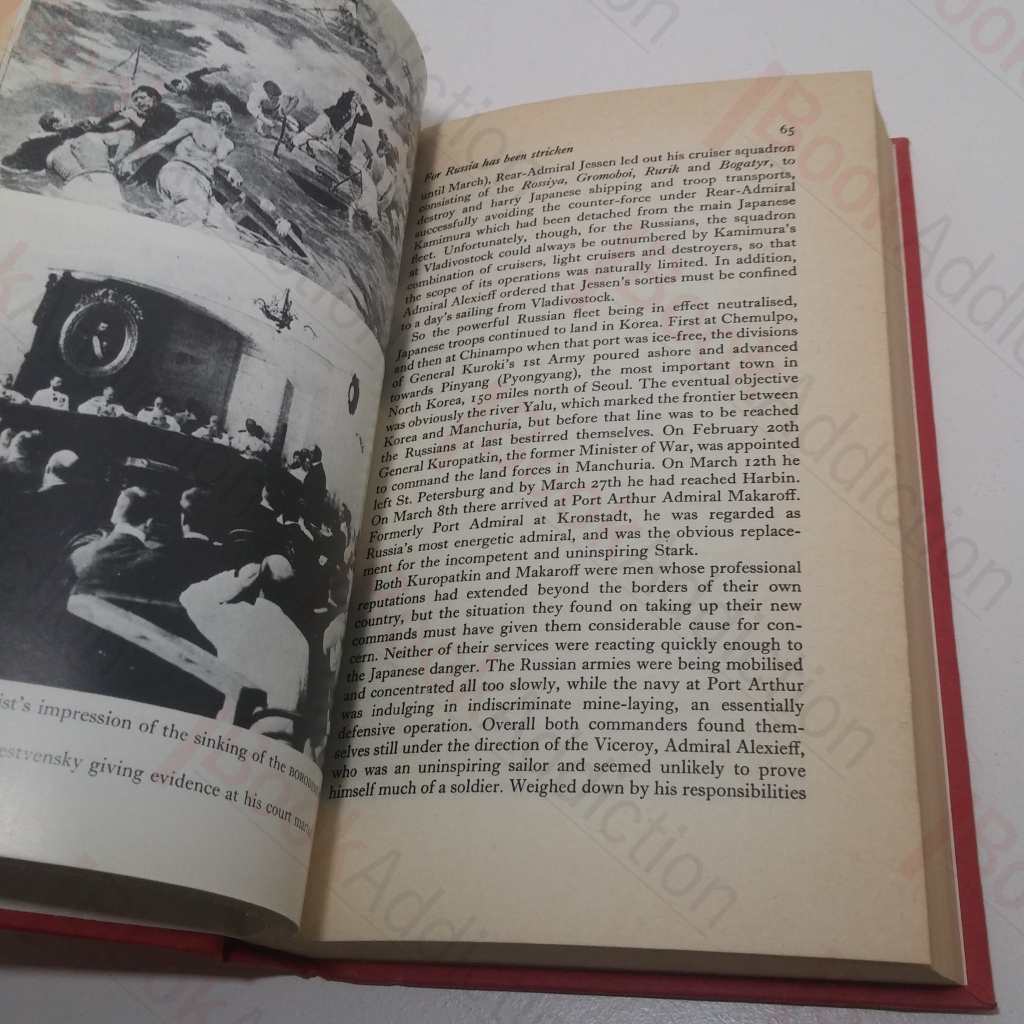 ist's impression of the sinking of the BORODIN
estvensky giving evidence at his court mar
For Russia has been stricken
65
until March), Rear-Admiral Jessen led out his cruiser squadron
consisting of the Rossiya, Gromoboi, Rurik and Bogatyr, to
destroy and harry Japanese shipping and troop transports,
successfully avoiding the counter-force under Rear-Admiral
Kamimura which had been detached from the main Japanese
fleet. Unfortunately, though, for the Russians, the squadron
at Vladivostock could always be outnumbered by Kamimura's
combination of cruisers, light cruisers and destroyers, so that
the scope of its operations was naturally limited. In addition,
Admiral Alexieff ordered that Jessen's sorties must be confined
to a day's sailing from Vladivostock.
So the powerful Russian fleet being in effect neutralised,
Japanese troops continued to land in Korea. First at Chemulpo,
and then at Chinampo when that port was ice-free, the divisions
of General Kuroki's 1st Army poured ashore and advanced
towards Pinyang (Pyongyang), the most important town in
North Korea, 150 miles north of Seoul. The eventual objective
was obviously the river Yalu, which marked the frontier between
Korea and Manchuria, but before that line was to be reached
the Russians at last bestirred themselves. On February 20th
General Kuropatkin, the former Minister of War, was appointed
to command the land forces in Manchuria. On March 12th he
left St. Petersburg and by March 27th he had reached Harbin.
On March 8th there arrived at Port Arthur Admiral Makaroff.
Formerly Port Admiral at Kronstadt, he was regarded as
Russia's most energetic admiral, and was the obvious replace-
ment for the incompetent and uninspiring Stark.
Both Kuropatkin and Makaroff were men whose professional
reputations had extended beyond the borders of their own
country, but the situation they found on taking up their new
commands must have given them considerable cause for con-
cern. Neither of their services were reacting quickly enough to
the Japanese danger. The Russian armies were being mobilised
and concentrated all too slowly, while the navy at Port Arthur
was indulging in indiscriminate mine-laying, an essentially
defensive operation. Overall both commanders found them-
selves still under the direction of the Viceroy, Admiral Alexieff,
who was an uninspiring sailor and seemed unlikely to prove
himself much of a soldier. Weighed down by his responsibilities
Book Addiction